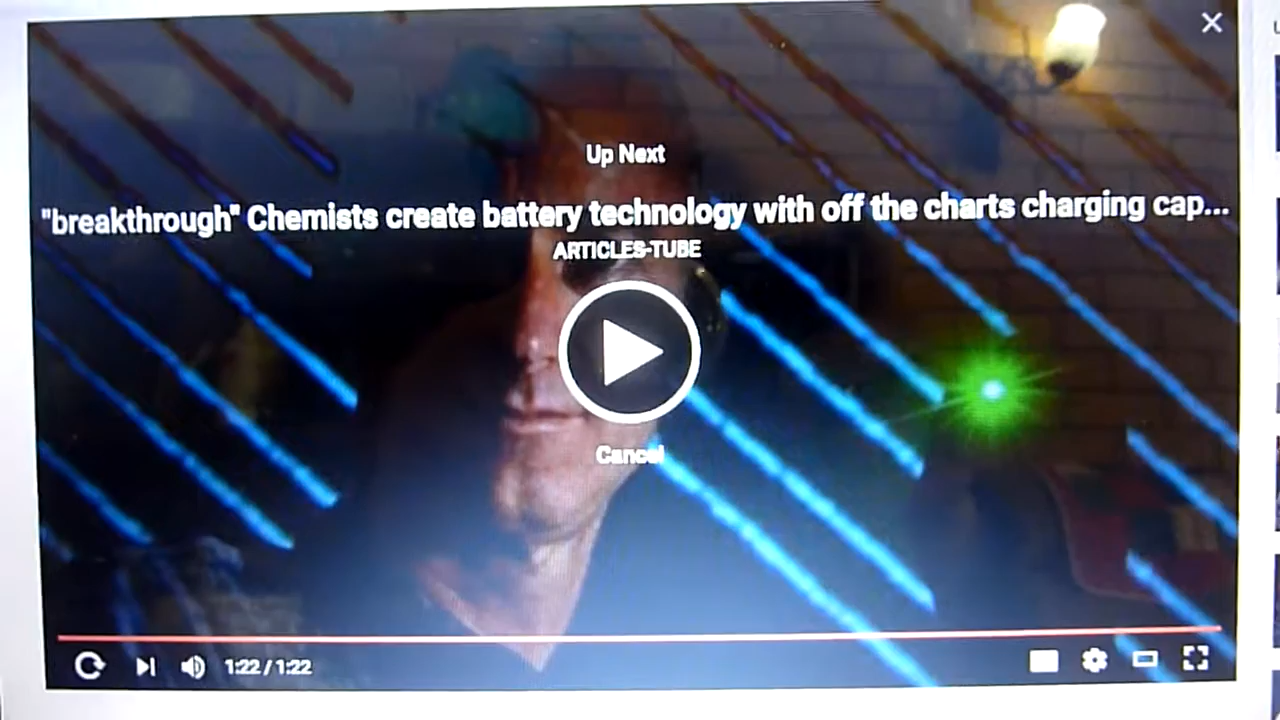 Up Next
"breakthrough" Chemists create battery technology with off the charts charging cap...
ARTICLES-TUBE
Cancel
1:22 / 1:22